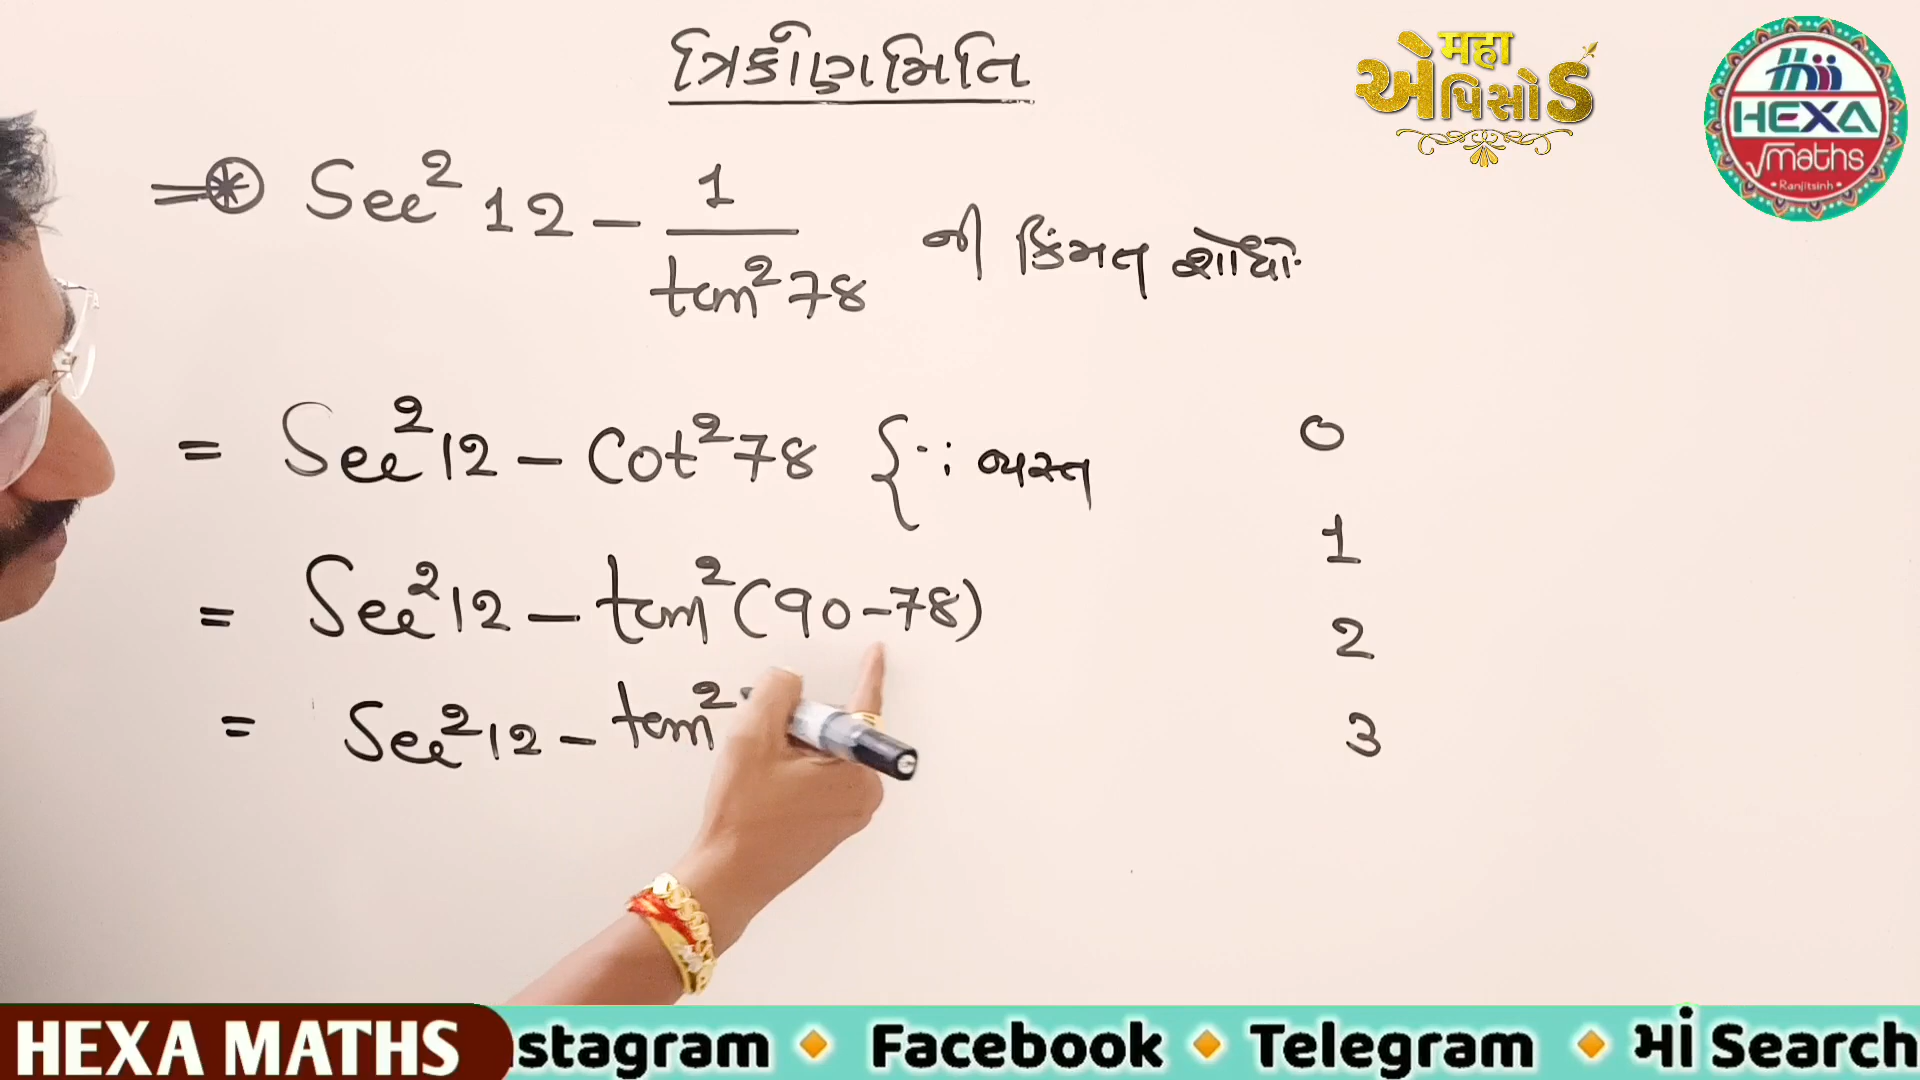 ત્રિકોણમિતિ
महा
એપિસોડ
HEXA
√maths
Ranjitsinh
⇒ Sec² 12 - 1/tan² 78 ની કિંમત શોધો.
= Sec² 12 - Cot² 78 {∵ વ્યસ્ત
= Sec² 12 - tan² (90-78)
= Sec² 12 - tan²
0
1
2
3
HEXA MATHS
stagram 🔸 Facebook 🔸 Telegram 🔸 માં Search